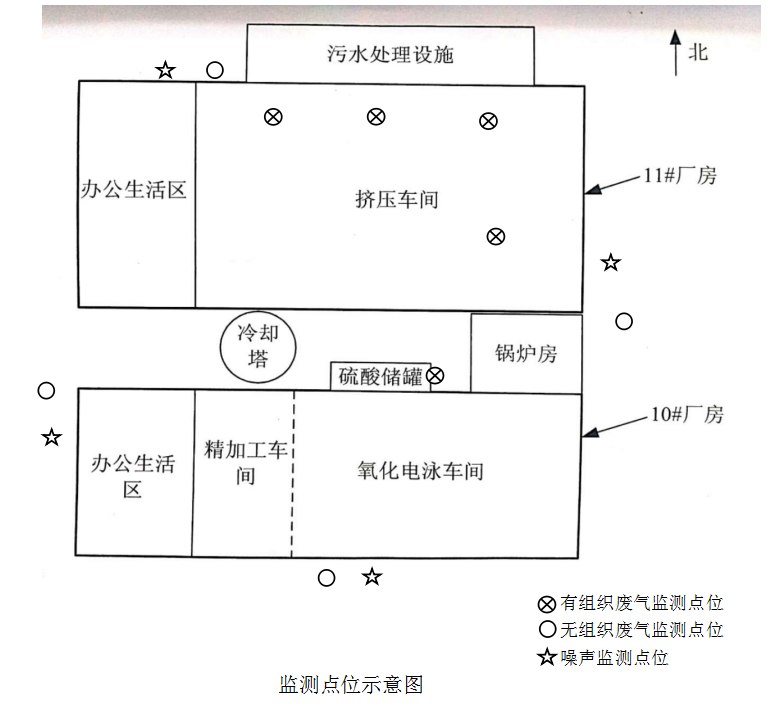 污水处理设施
北
办公生活区
挤压车间
11#厂房
冷却
塔
锅炉房
硫酸储罐
10#厂房
办公生活
区
精加工车
间
氧化电泳车间
有组织废气监测点位
无组织废气监测点位
噪声监测点位
监测点位示意图